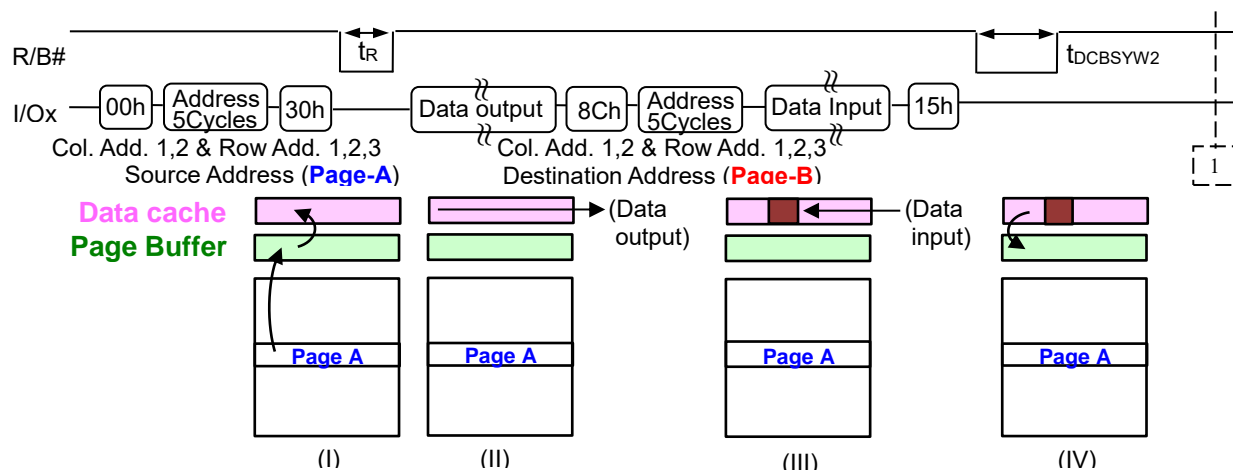 R/B#
tR
tDCBSYW2
I/Ox
00h
Address
5Cycles
30h
Data output
8Ch
Address
5Cycles
Data Input
15h
Col. Add. 1,2 & Row Add. 1,2,3
Source Address (Page-A)
Col. Add. 1,2 & Row Add. 1,2,3
Destination Address (Page-B)
1
Data cache
Page Buffer
(Data
output)
(Data
input)
Page A
Page A
Page A
Page A
(I)
(II)
(III)
(IV)